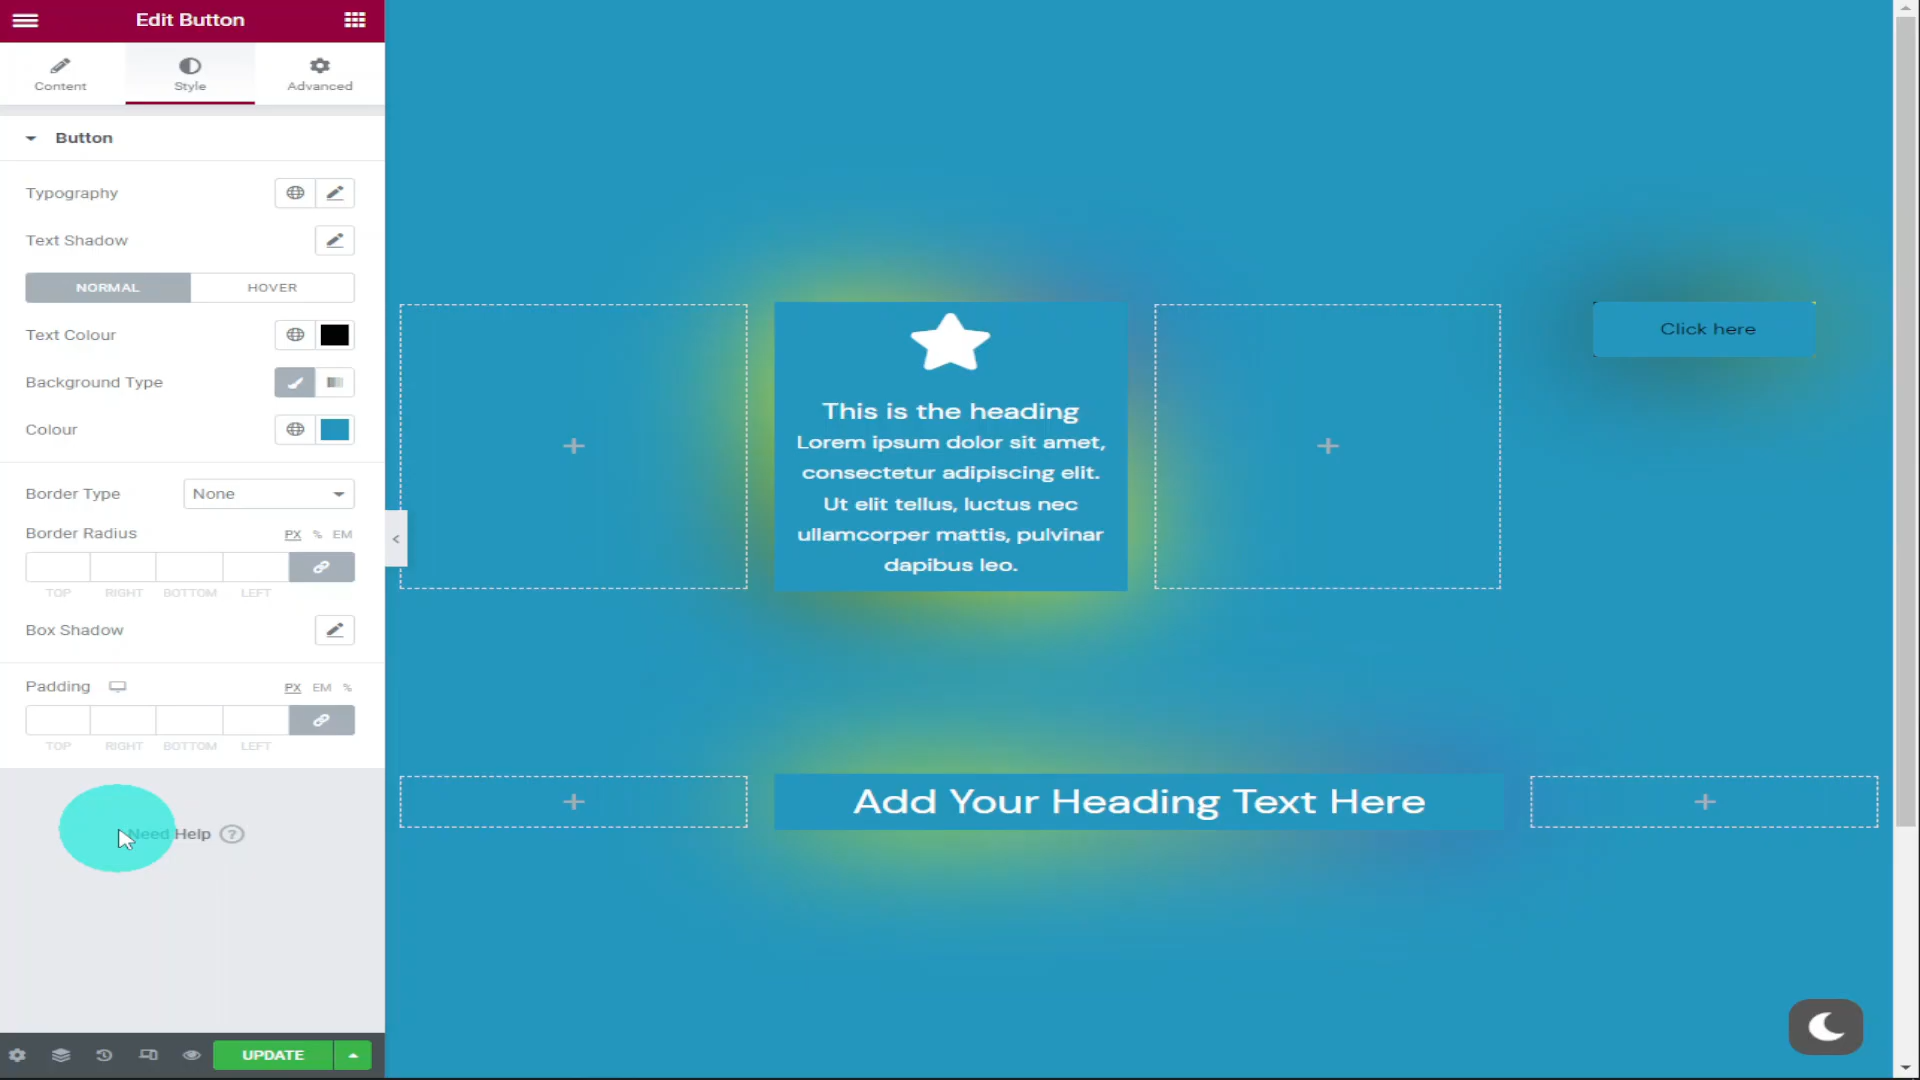 Edit Button
Content
Style
Advanced
Button
Typography
Text Shadow
NORMAL
HOVER
Text Colour
Background Type
Colour
Border Type
None
Border Radius
PX % EM
TOP RIGHT BOTTOM LEFT
Box Shadow
Padding
PX EM %
TOP RIGHT BOTTOM LEFT
Need Help ?
UPDATE
This is the heading
Lorem ipsum dolor sit amet,
consectetur adipiscing elit.
Ut elit tellus, luctus nec
ullamcorper mattis, pulvinar
dapibus leo.
Click here
Add Your Heading Text Here